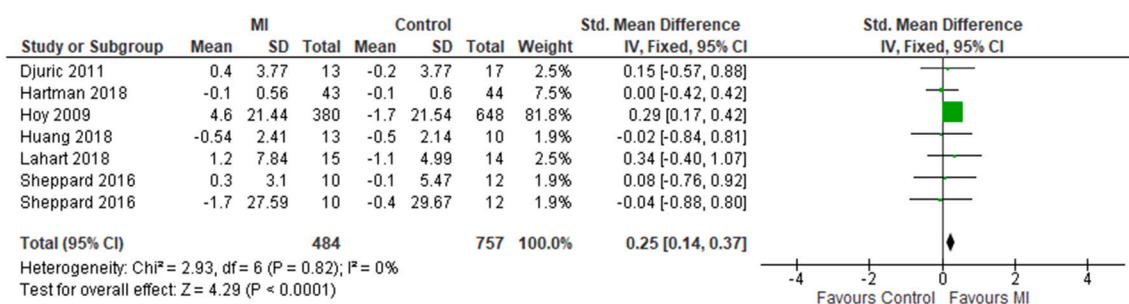 MI Control Std. Mean Difference Std. Mean Difference
Study or Subgroup Mean SD Total Mean SD Total Weight IV, Fixed, 95% CI IV, Fixed, 95% CI
Djuric 2011 0.4 3.77 13 -0.2 3.77 17 2.5% 0.15 [-0.57, 0.88]
Hartman 2018 -0.1 0.56 43 -0.1 0.6 44 7.5% 0.00 [-0.42, 0.42]
Hoy 2009 4.6 21.44 380 -1.7 21.54 648 81.8% 0.29 [0.17, 0.42]
Huang 2018 -0.54 2.41 13 -0.5 2.14 10 1.9% -0.02 [-0.84, 0.81]
Lahart 2018 1.2 7.84 15 -1.1 4.99 14 2.5% 0.34 [-0.40, 1.07]
Sheppard 2016 0.3 3.1 10 -0.1 5.47 12 1.9% 0.08 [-0.76, 0.92]
Sheppard 2016 -1.7 27.59 10 -0.4 29.67 12 1.9% -0.04 [-0.88, 0.80]
Total (95% CI) 484 757 100.0% 0.25 [0.14, 0.37]
Heterogeneity: Chi² = 2.93, df = 6 (P = 0.82); I² = 0%
Test for overall effect: Z = 4.29 (P < 0.0001)
-4 -2 0 2 4
Favours Control Favours MI